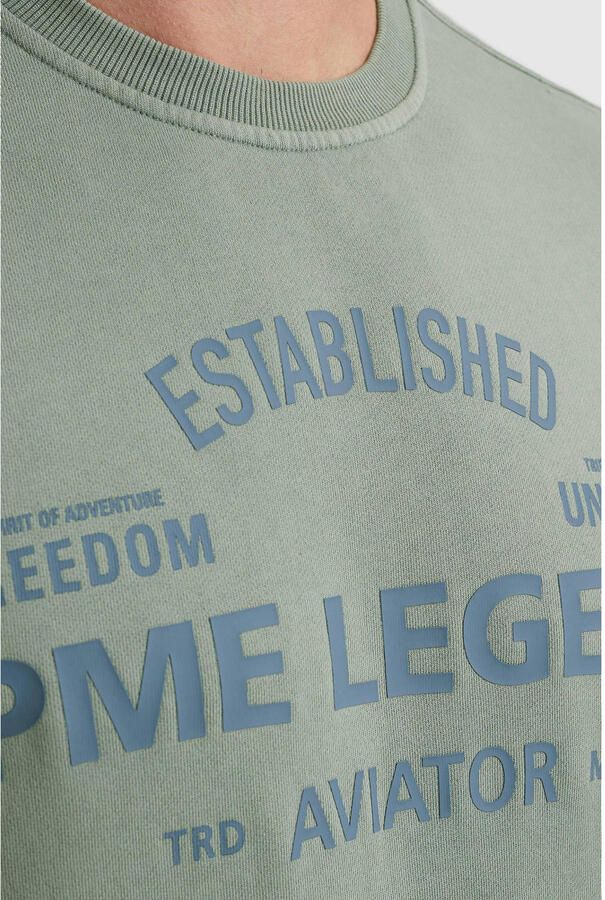 ESTABLISHED
RIT OF ADVENTURE
REEDOM
UN
PME LEGE
TRD AVIATOR M